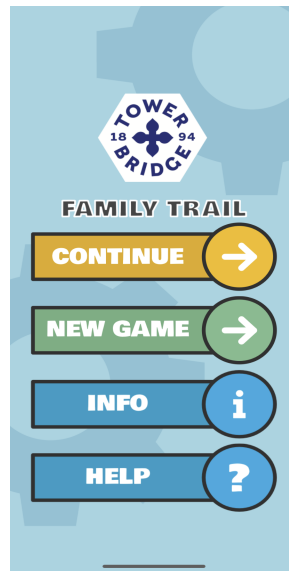 TOWER
18 94
BRIDGE
FAMILY TRAIL
CONTINUE
NEW GAME
INFO
i
HELP
?